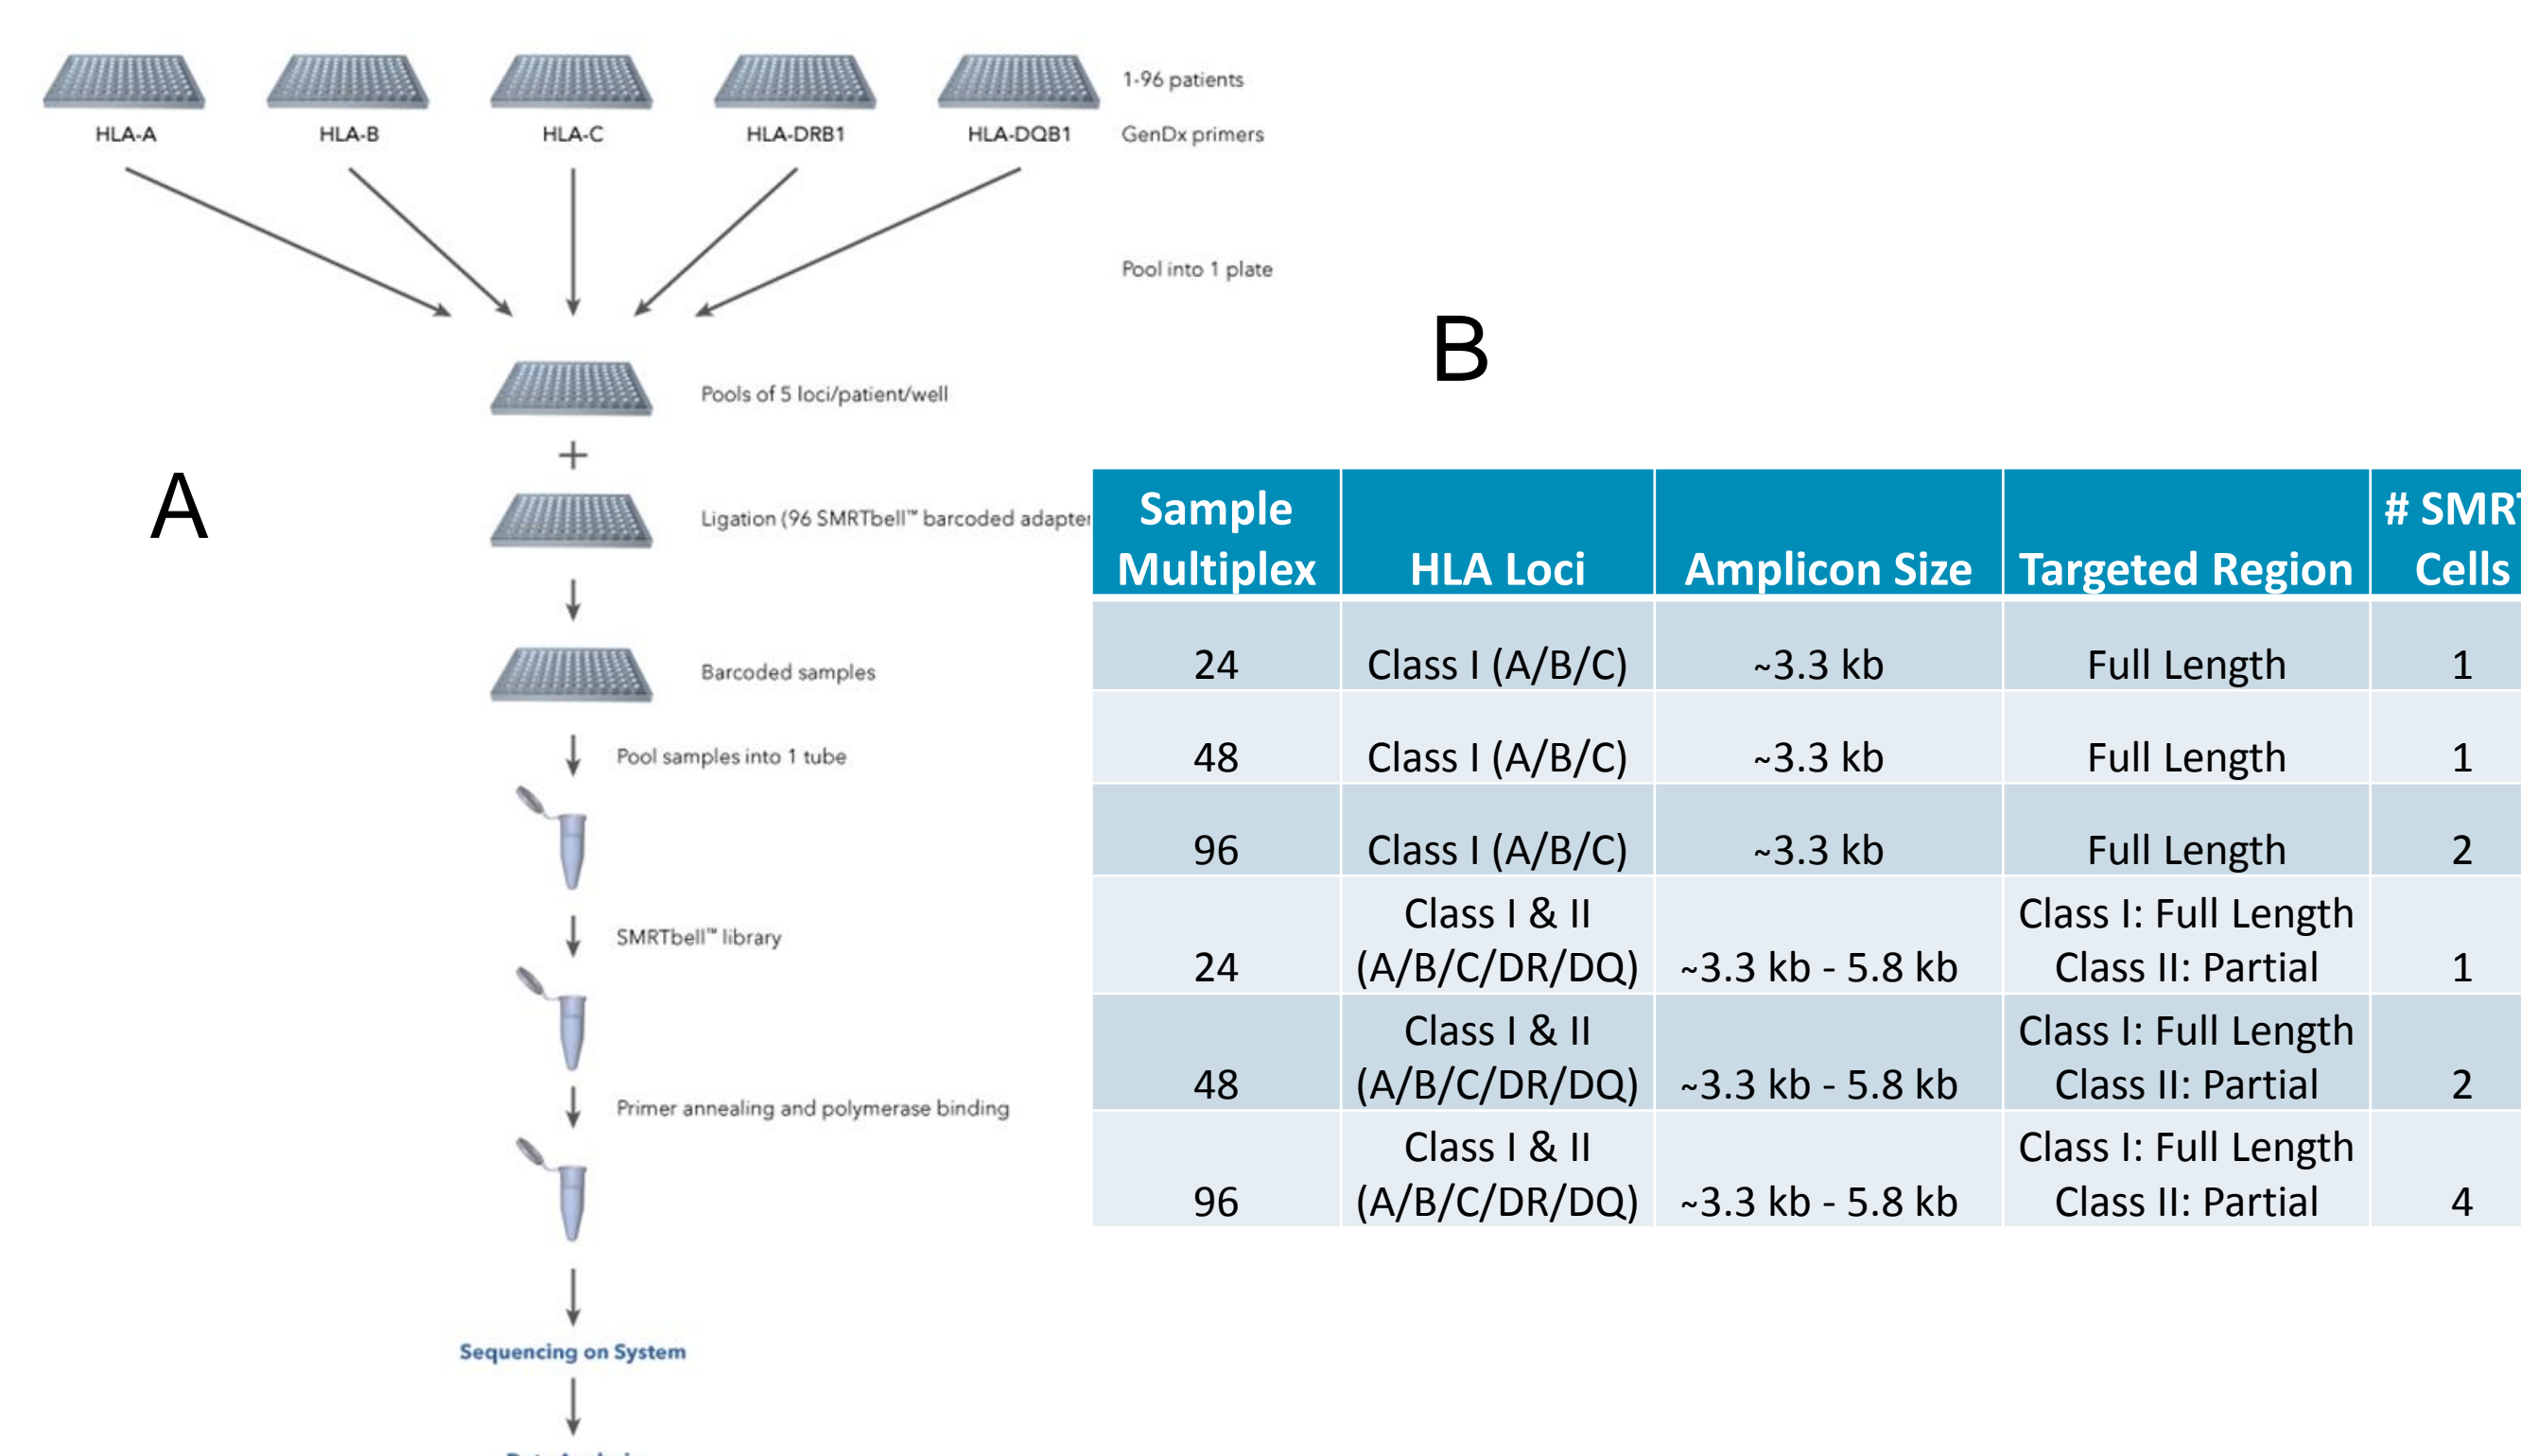 1-96 patients
HLA-A HLA-B HLA-C HLA-DRB1 HLA-DQB1 GenDx primers
Pool into 1 plate
Pools of 5 loci/patient/well
+
Ligation (96 SMRTbell™ barcoded adapter
Barcoded samples
Pool samples into 1 tube
SMRTbell™ library
Primer annealing and polymerase binding
Sequencing on System
A
B
Sample Multiplex HLA Loci Amplicon Size Targeted Region # SMRT Cells
24 Class I (A/B/C) ~3.3 kb Full Length 1
48 Class I (A/B/C) ~3.3 kb Full Length 1
96 Class I (A/B/C) ~3.3 kb Full Length 2
Class I & II Class I: Full Length
24 (A/B/C/DR/DQ) ~3.3 kb - 5.8 kb Class II: Partial 1
Class I & II Class I: Full Length
48 (A/B/C/DR/DQ) ~3.3 kb - 5.8 kb Class II: Partial 2
Class I & II Class I: Full Length
96 (A/B/C/DR/DQ) ~3.3 kb - 5.8 kb Class II: Partial 4